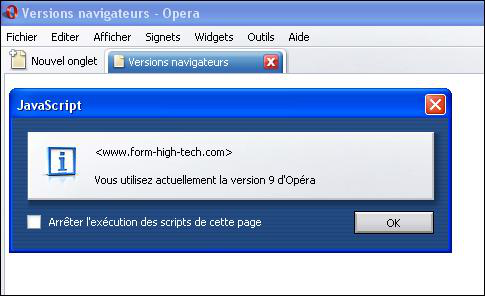 Versions navigateurs - Opera
Fichier Editer Afficher Signets Widgets Outils Aide
Nouvel onglet Versions navigateurs
JavaScript
<www.form-high-tech.com>
Vous utilisez actuellement la version 9 d'Opéra
Arrêter l'exécution des scripts de cette page OK